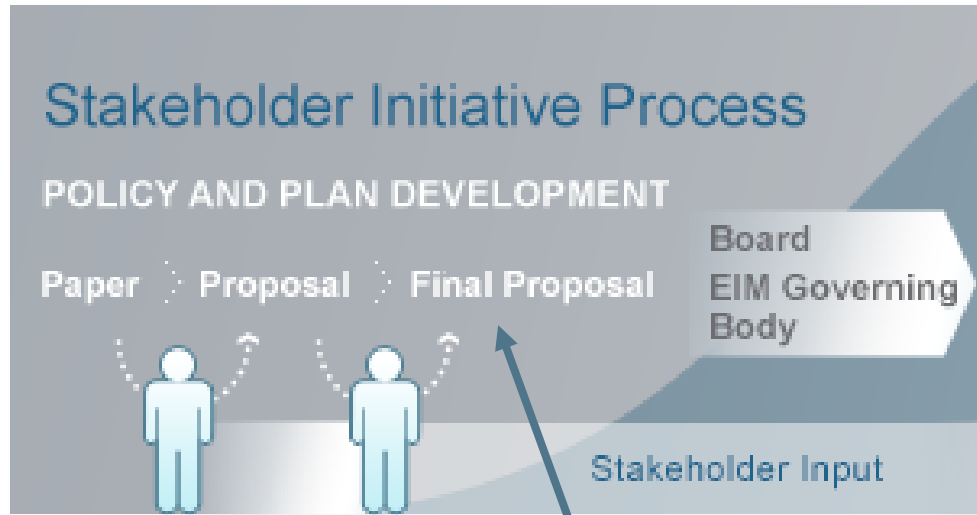 Stakeholder Initiative Process
POLICY AND PLAN DEVELOPMENT
Paper Proposal Final Proposal
Board
EIM Governing
Body
Stakeholder Input